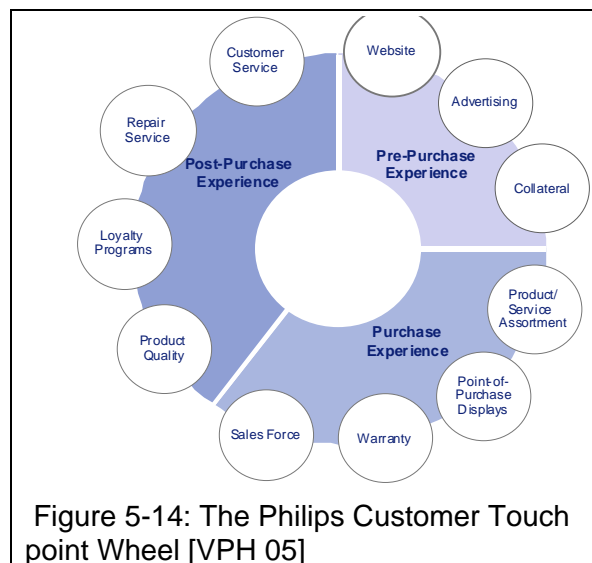 Website
Advertising
Collateral
Pre-Purchase
Experience
Product/
Service
Assortment
Point-of-
Purchase
Displays
Warranty
Sales Force
Purchase
Experience
Product
Quality
Loyalty
Programs
Repair
Service
Customer
Service
Post-Purchase
Experience
Figure 5-14: The Philips Customer Touch
point Wheel [VPH 05]